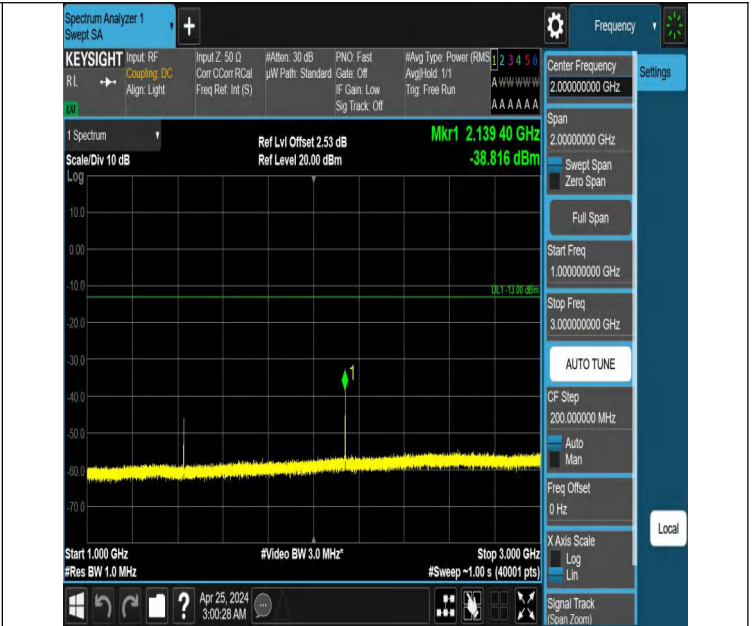 Spectrum Analyzer 1
Swept SA
+
Frequency
KEYSIGHT
RL
Input: RF
Coupling: DC
Align: Light
Input Z: 50 Ω
Corr CCorr RCal
Freq Ref: Int (S)
#Atten: 30 dB
µW Path: Standard
PNO: Fast
Gate: Off
IF Gain: Low
Sig Track: Off
#Avg Type: Power (RMS
Avg|Hold: 1/1
Trig: Free Run
1 2 3 4 5 6
A W W W W W
A A A A A A
1 Spectrum
Scale/Div 10 dB
Log
Ref Lvl Offset 2.53 dB
Ref Level 20.00 dBm
Mkr1 2.139 40 GHz
-38.816 dBm
10.0
0.00
-10.0
-20.0
-30.0
-40.0
-50.0
-60.0
-70.0
DL1 -13.00 dBm
1
Start 1.000 GHz
#Res BW 1.0 MHz
#Video BW 3.0 MHz*
Stop 3.000 GHz
#Sweep ~1.00 s (40001 pts)
?
Apr 25, 2024
3:00:28 AM
Center Frequency
2.000000000 GHz
Span
2.00000000 GHz
Swept Span
Zero Span
Full Span
Start Freq
1.000000000 GHz
Stop Freq
3.000000000 GHz
AUTO TUNE
CF Step
200.000000 MHz
Auto
Man
Freq Offset
0 Hz
X Axis Scale
Log
Lin
Signal Track
(Span Zoom)
Settings
Local